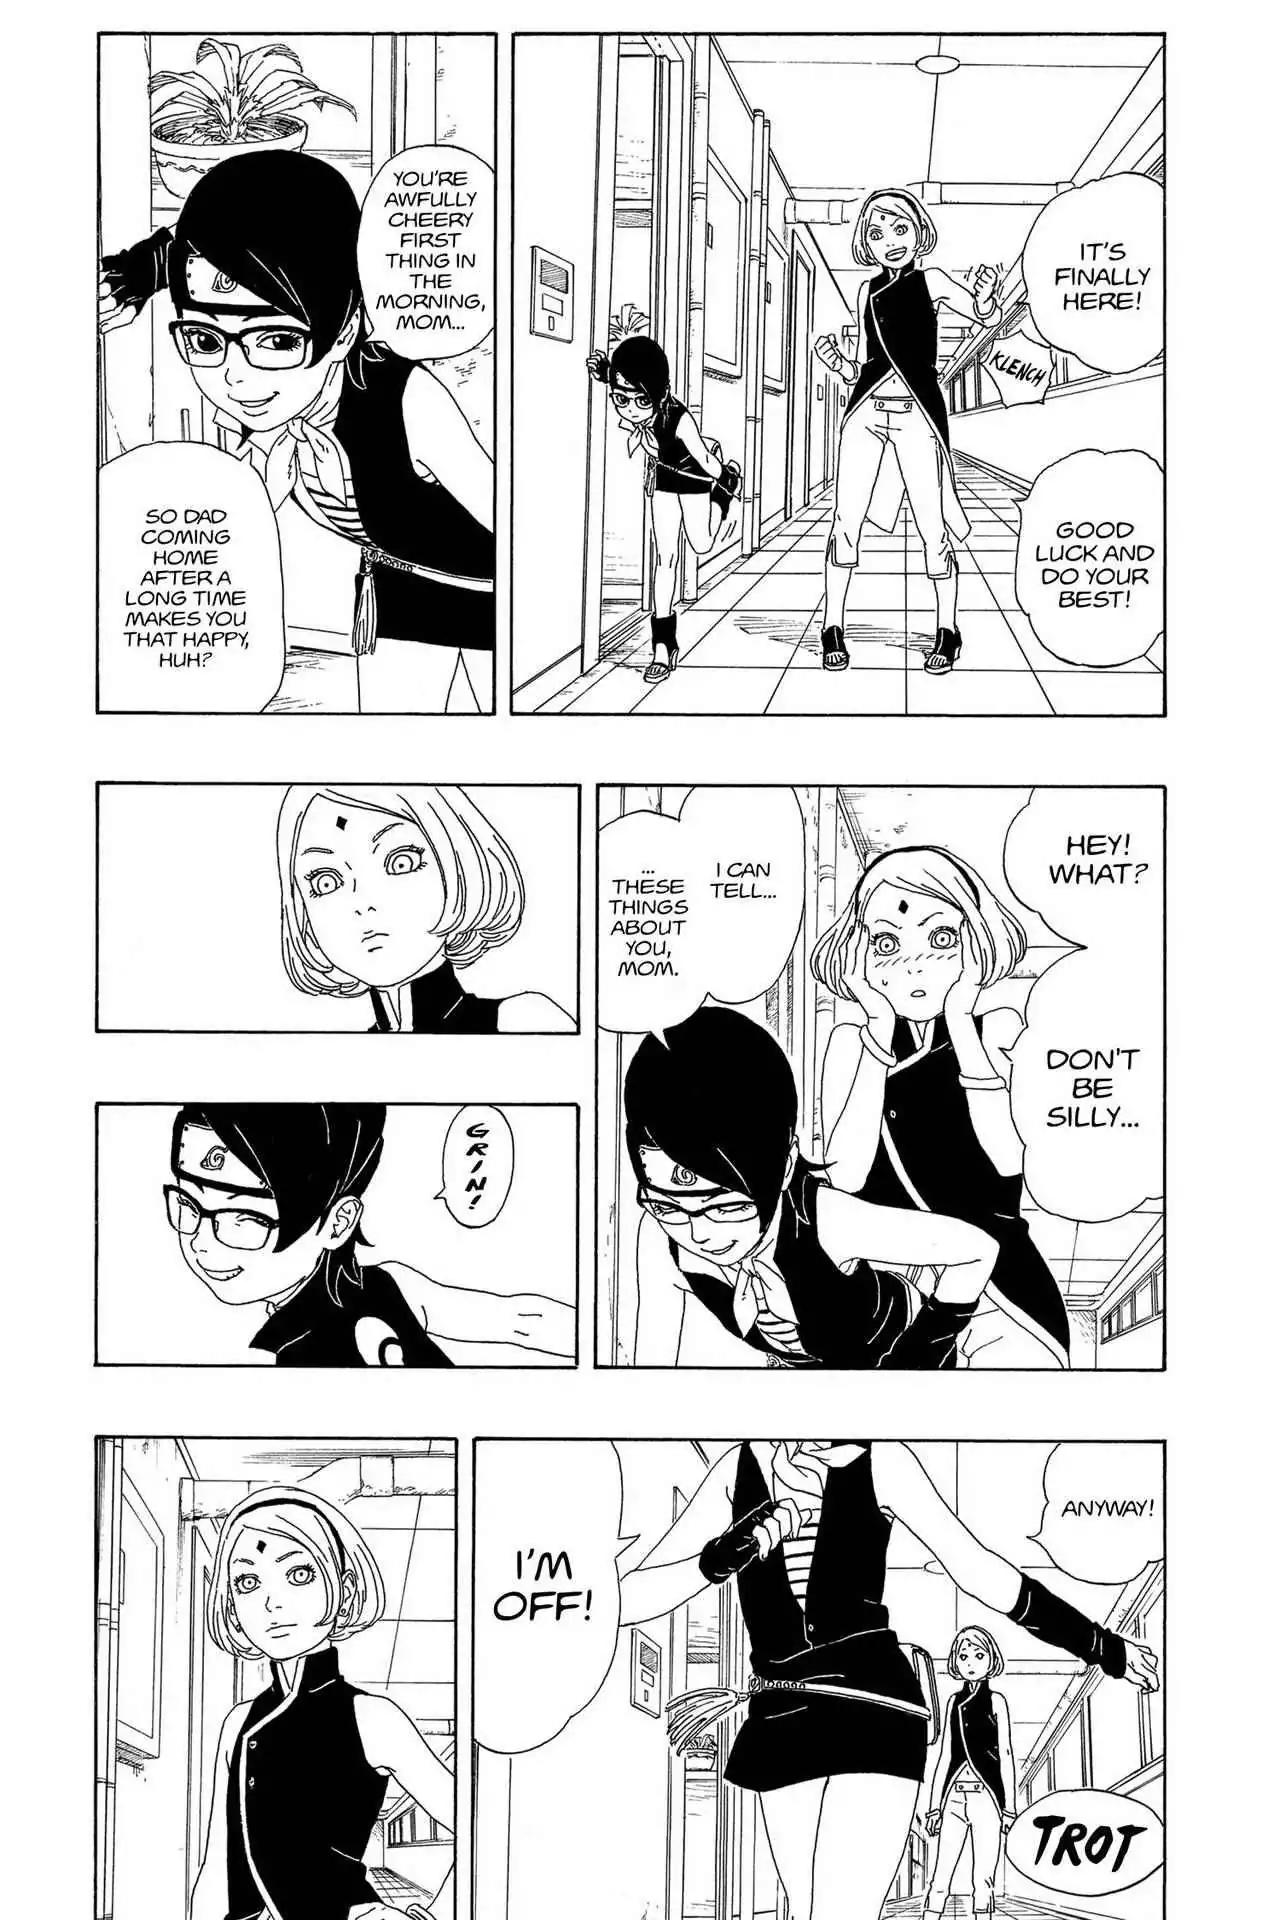 IT'S
FINALLY
HERE!
KLENCH
GOOD
LUCK AND
DO YOUR
BEST!
YOU'RE
AWFULLY
CHEERY
FIRST
THING IN
THE
MORNING,
MOM...
SO DAD
COMING
HOME
AFTER A
LONG TIME
MAKES YOU
THAT HAPPY,
HUH?
HEY!
WHAT?
DON'T
BE
SILLY...
I CAN
TELL...
...
THESE
THINGS
ABOUT
YOU,
MOM.
GRIN!
ANYWAY!
I'M
OFF!
TROT